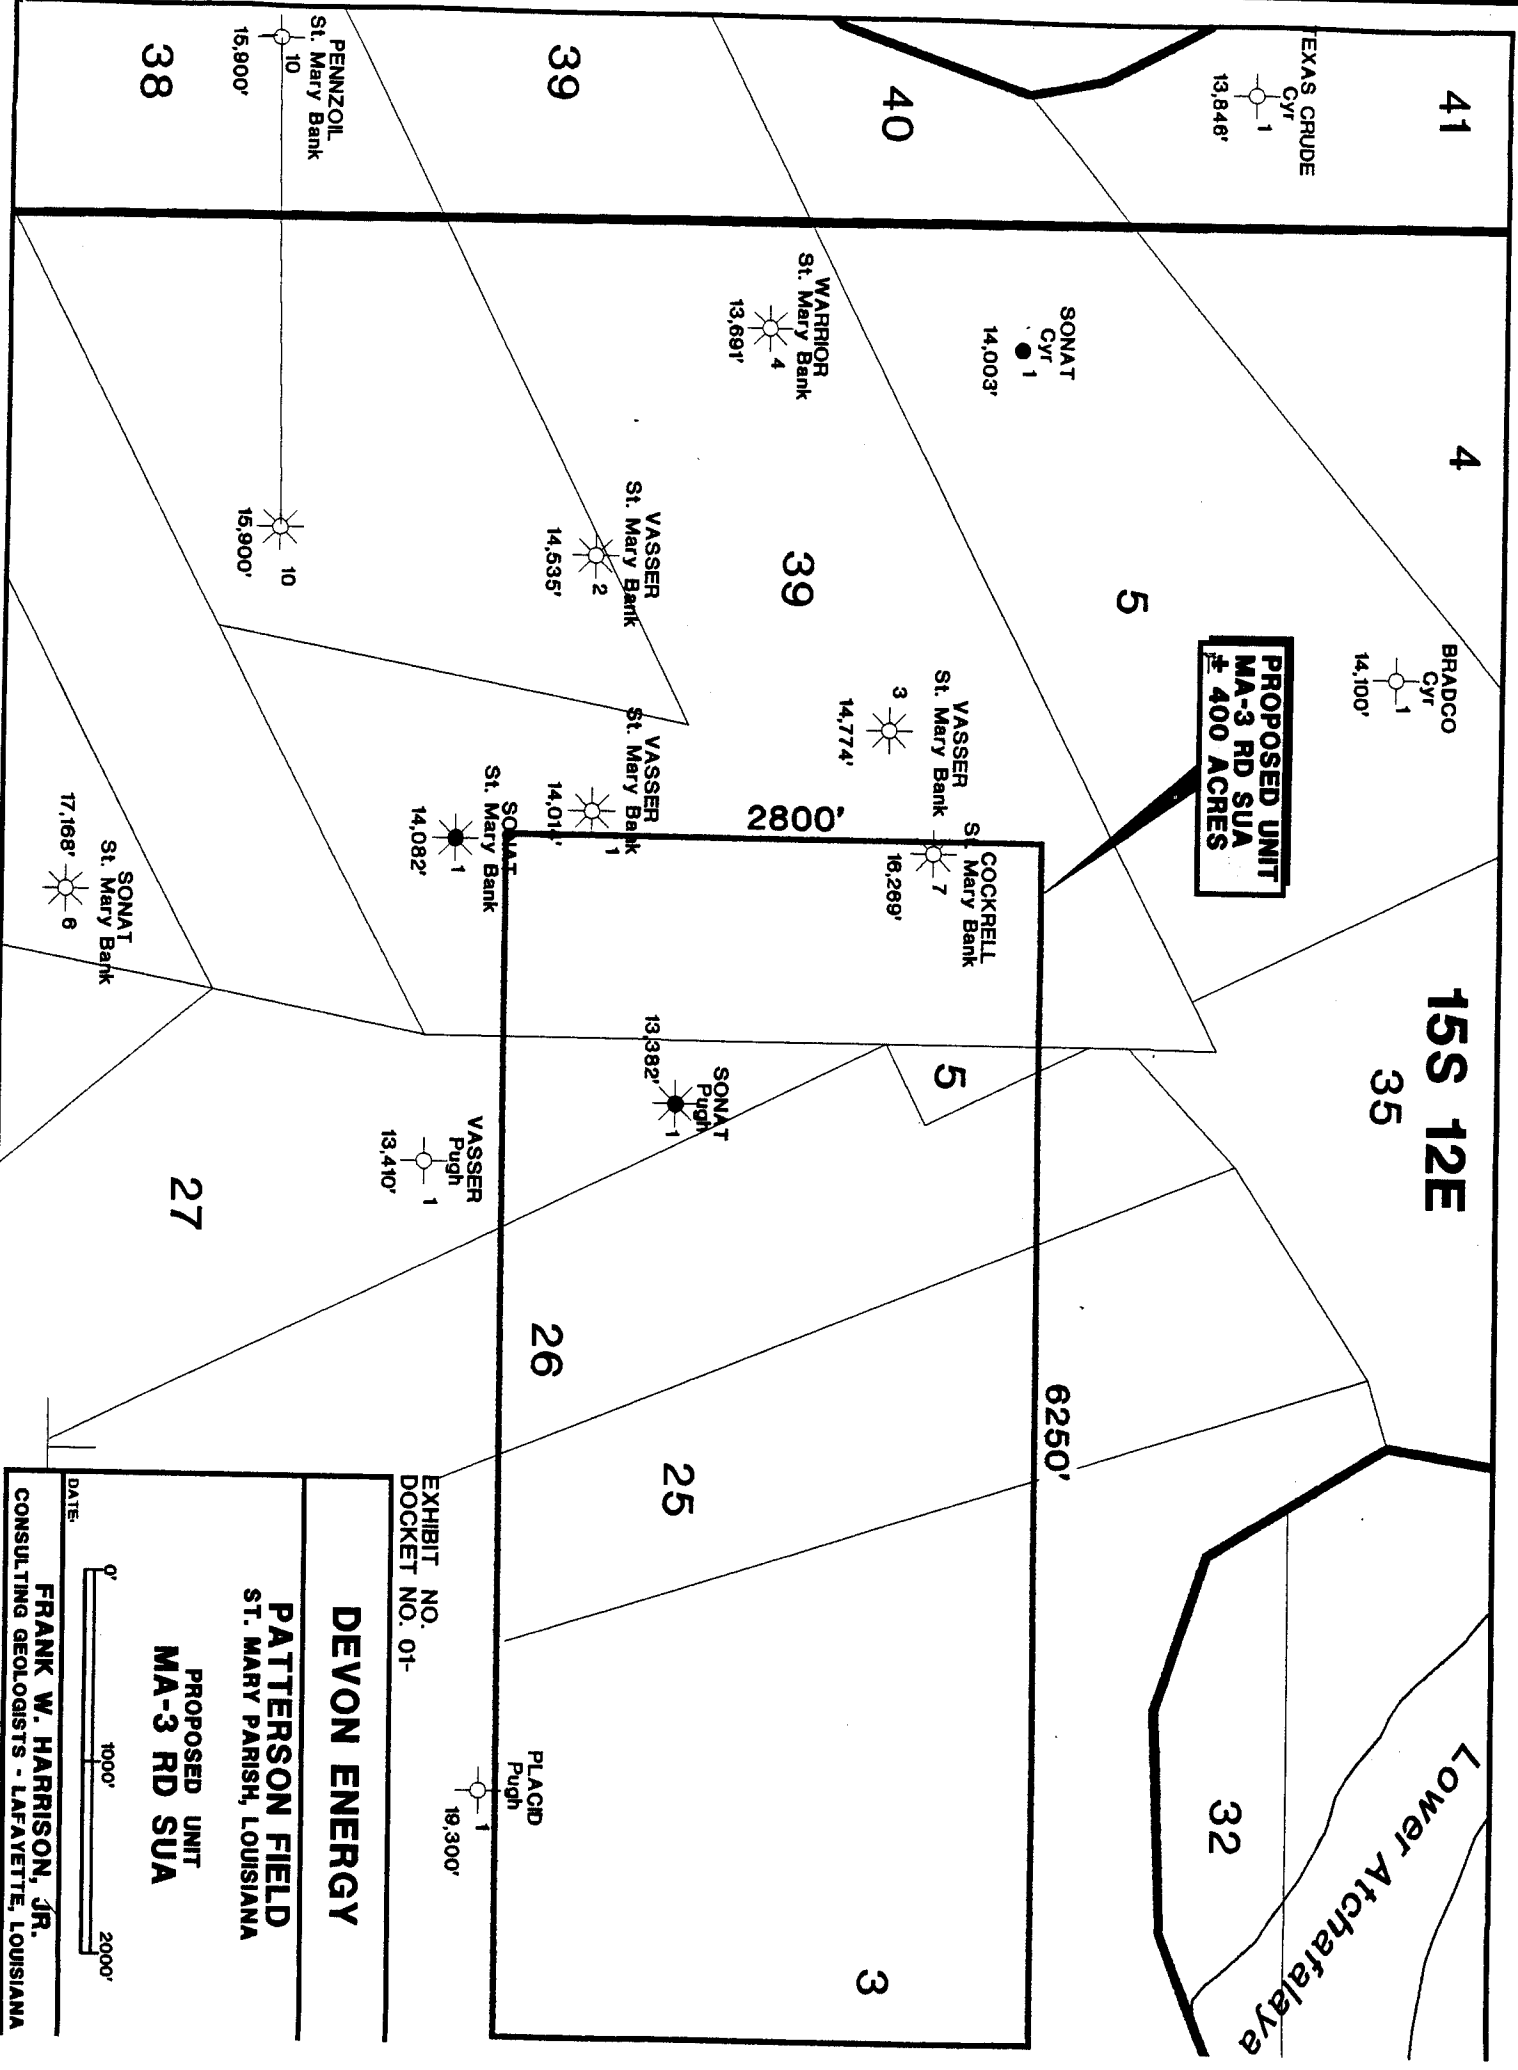 41
TEXAS CRUDE
Cyr
1
13,846'
40
39
PENNZOIL
St. Mary Bank
10
15,900'
38
4
SONAT
Cyr
1
14,003'
WARRIOR
St. Mary Bank
4
13,691'
5
39
BRADCO
Cyr
1
14,100'
PROPOSED UNIT
MA-3 RD SUA
± 400 ACRES
VASSER
St. Mary Bank
2
14,535'
10
15,900'
VASSER
St. Mary Bank
3
14,774'
VASSER
St. Mary Bank
1
14,014'
2800'
COCKRELL
St. Mary Bank
7
16,269'
SONAT
St. Mary Bank
1
14,082'
SONAT
St. Mary Bank
6
17,168'
15S 12E
35
5
SONAT
Pugh
1
13,382'
VASSER
Pugh
1
13,410'
27
26
6250'
25
32
Lower Atchafalaya
PLACID
Pugh
1
19,300'
3
EXHIBIT NO.
DOCKET NO. 01-
DEVON ENERGY
PATTERSON FIELD
ST. MARY PARISH, LOUISIANA
PROPOSED UNIT
MA-3 RD SUA
0' 1000' 2000'
DATE:
FRANK W. HARRISON, JR.
CONSULTING GEOLOGISTS - LAFAYETTE, LOUISIANA